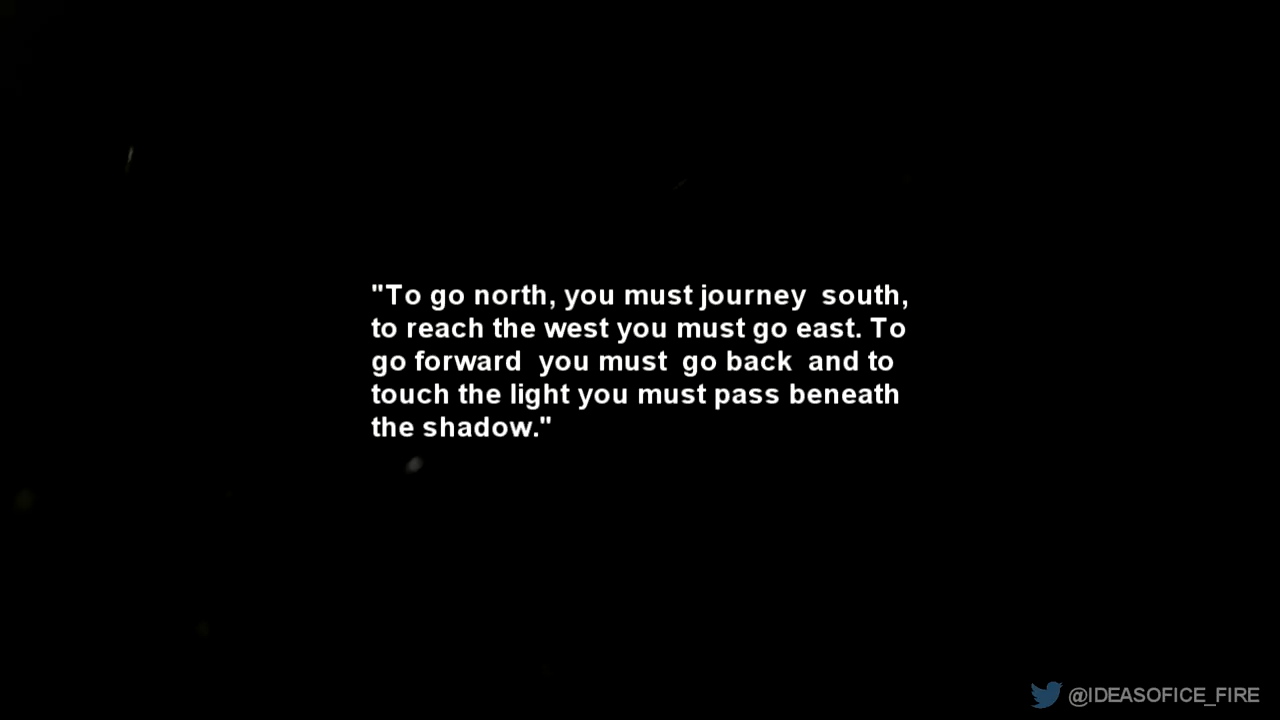 "To go north, you must journey  south,
to reach the west you must go east. To
go forward  you must  go back  and to
touch the light you must pass beneath
the shadow."
@IDEASOFICE_FIRE